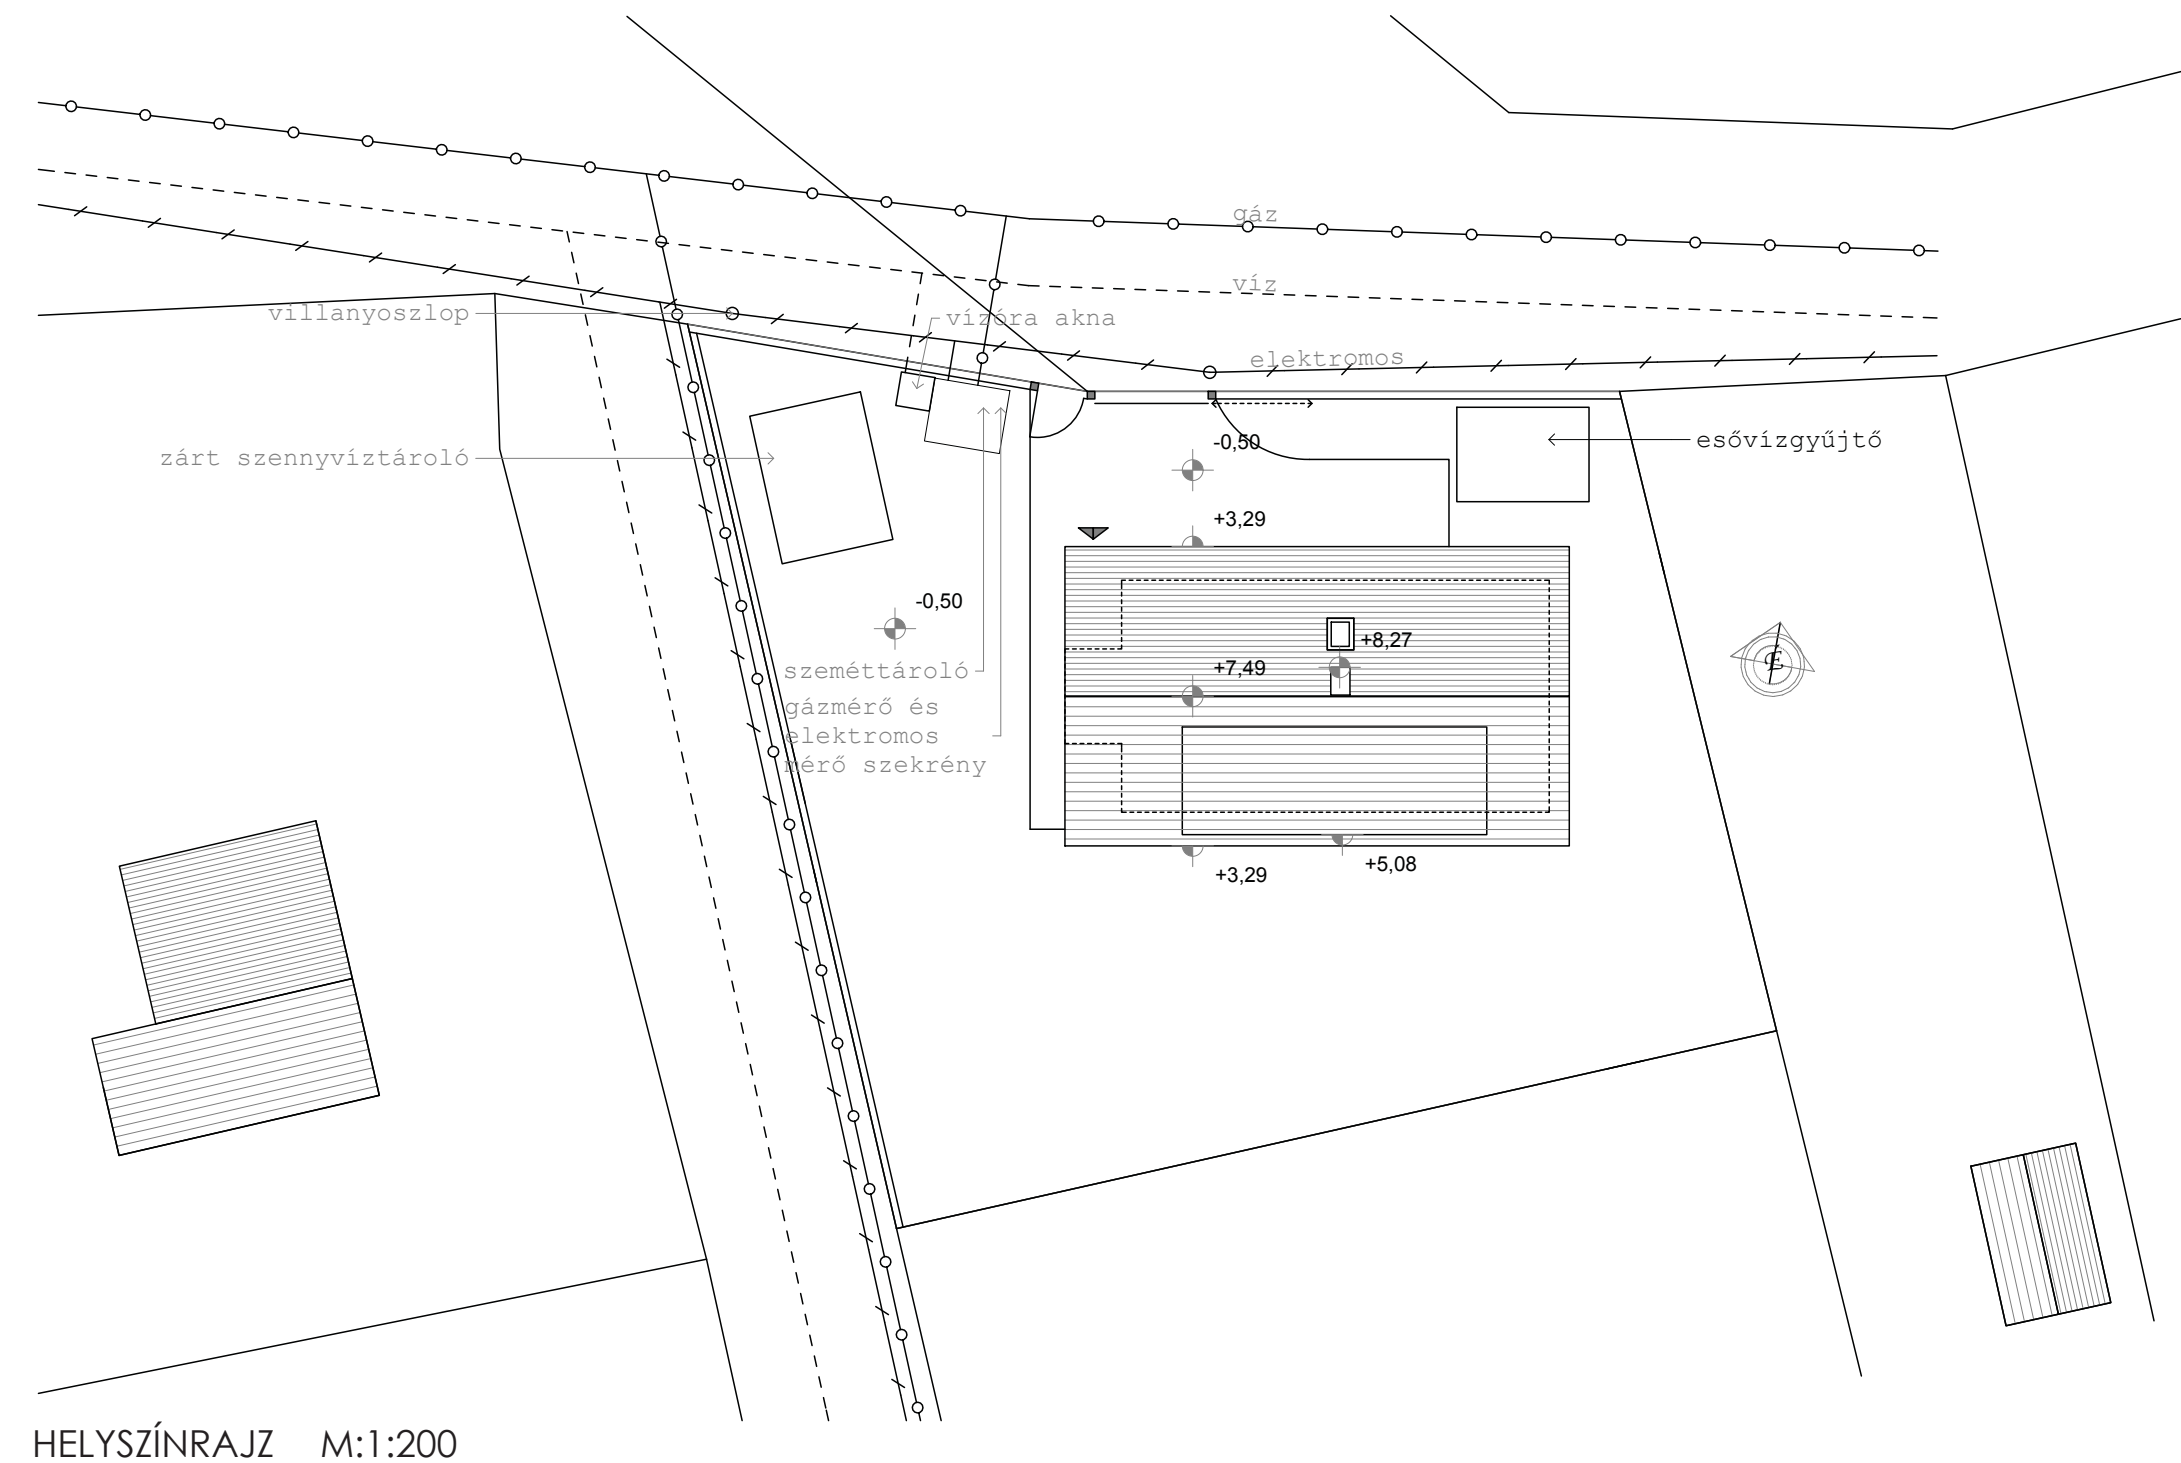 gáz
víz
villanyoszlop
vízóra akna
elektromos
zárt szennyvíztároló
-0,50
esővízgyűjtő
+3,29
-0,50
+8,27
szeméttároló
+7,49
É
gázmérő és
elektromos
mérő szekrény
+5,08
+3,29
HELYSZÍNRAJZ M:1:200